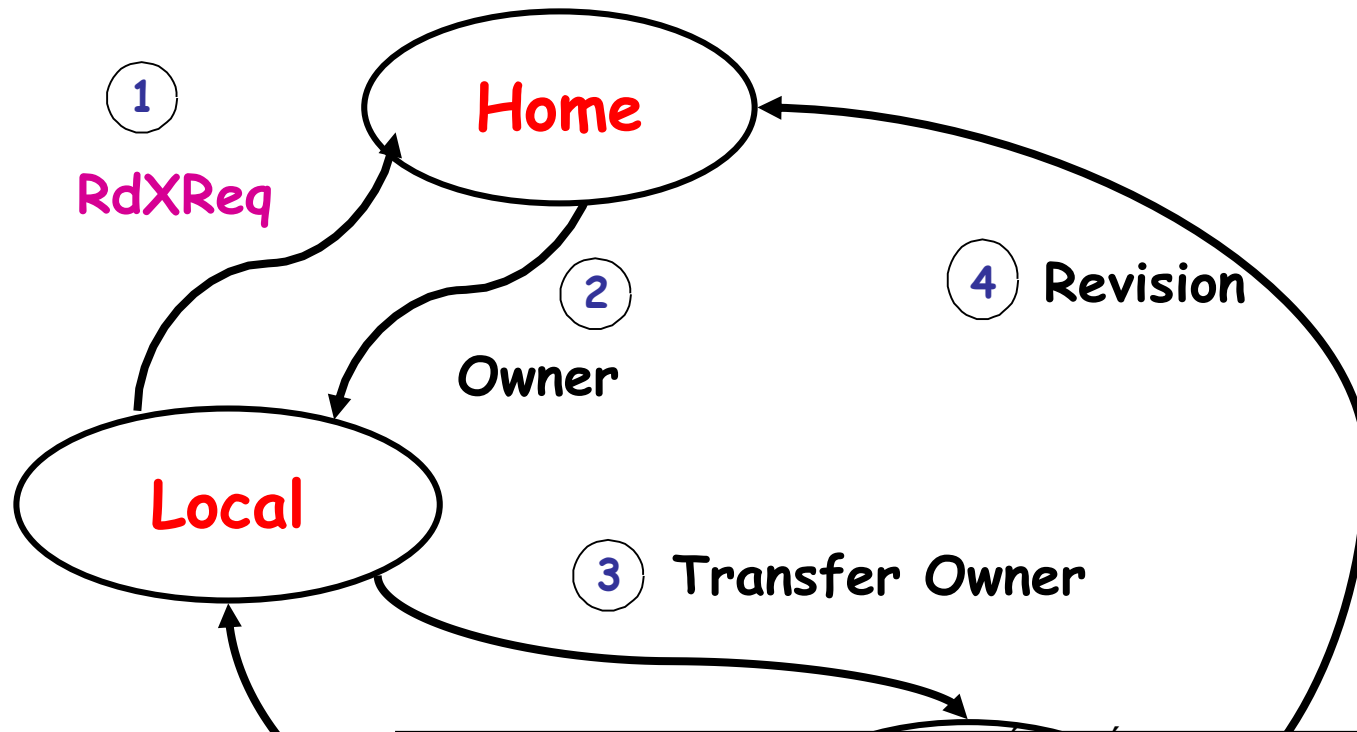 1
Home
RdXReq
2
4 Revision
Owner
Local
3 Transfer Owner